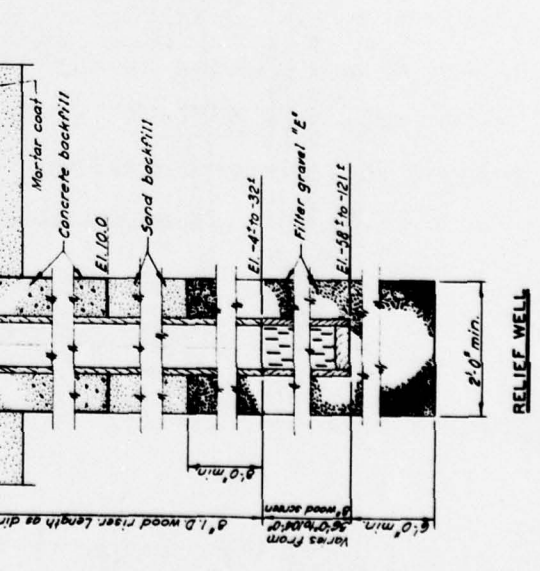 Mortar coat
Concrete backfill
El. 10.0
Sand backfill
El. -4± to -32±
Filter gravel "E"
El. -58± to -121±
2'-0" min.
RELIEF WELL
8'-0" min.
8" I.D. wood riser. Length as
Varies from
56'-0" to 104'-0"
8" wood screen
6'-0" min.